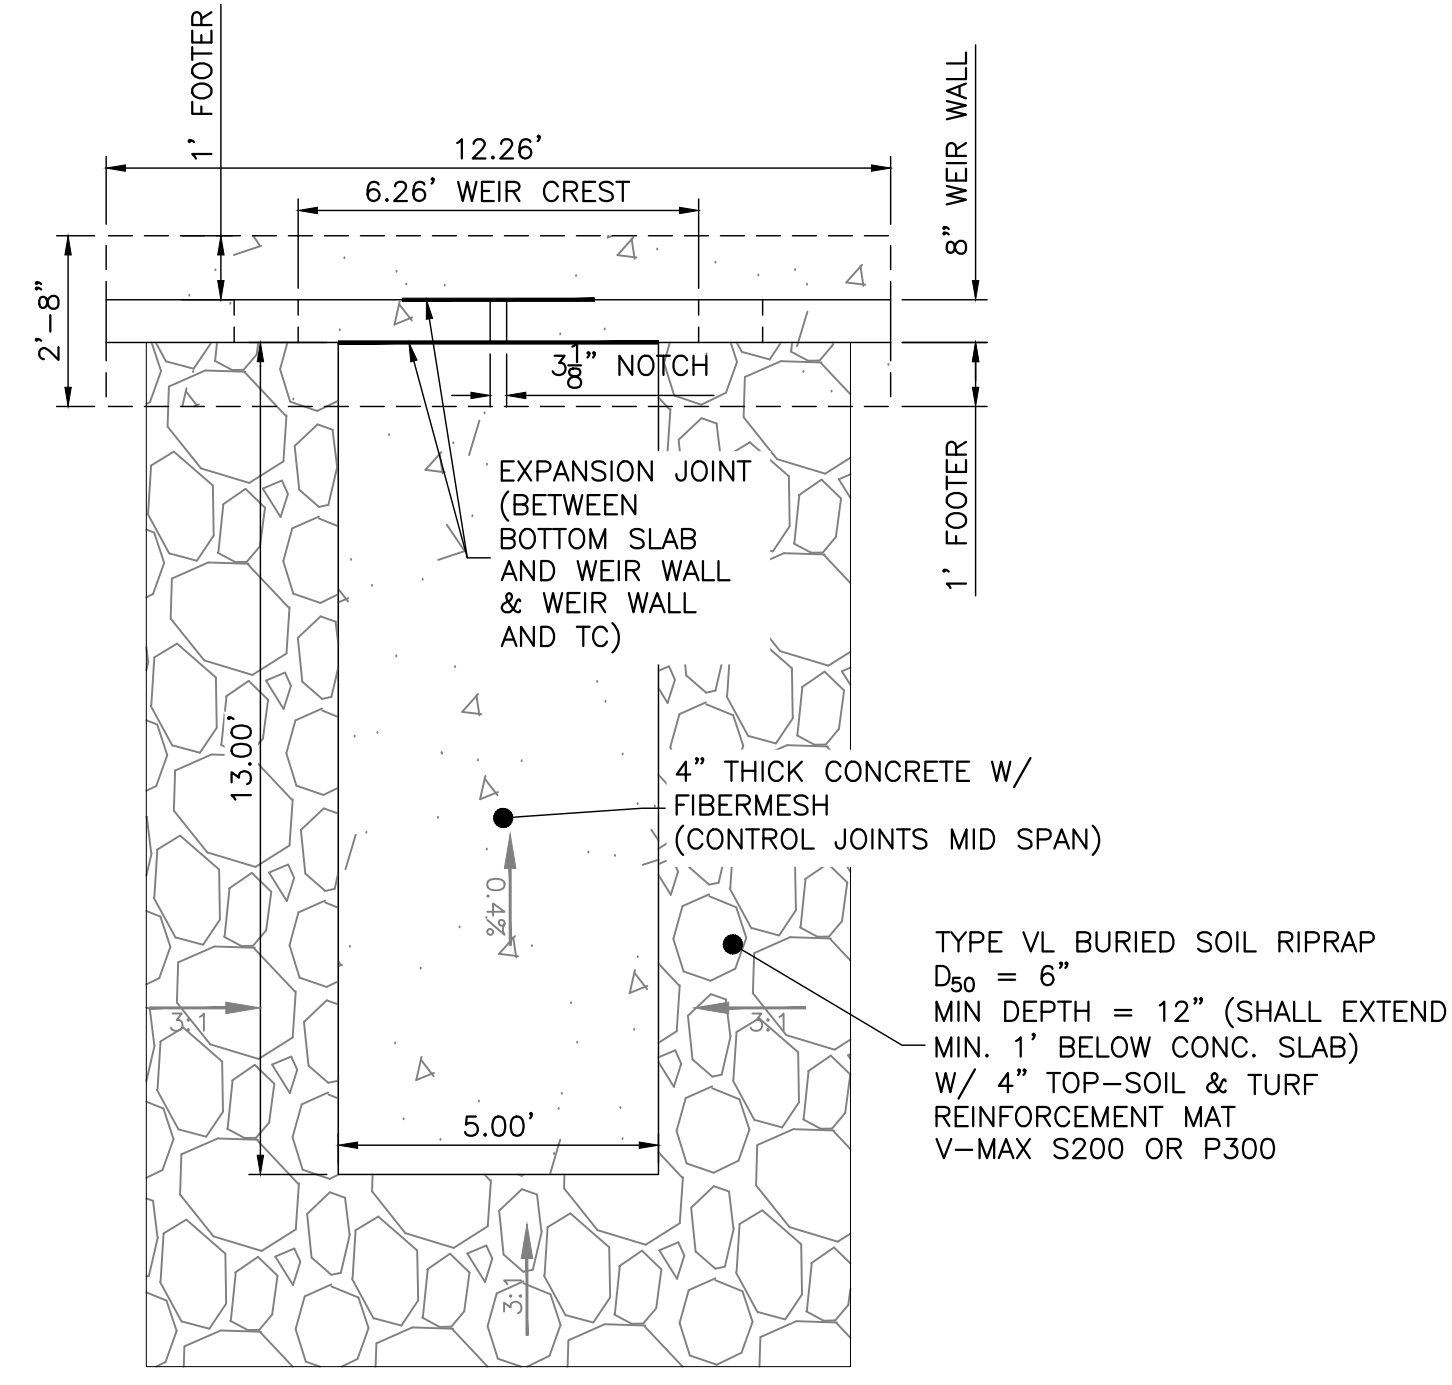 1' FOOTER
8" WEIR WALL
12.26'
6.26' WEIR CREST
2'-8"
3 1/8" NOTCH
1' FOOTER
EXPANSION JOINT
(BETWEEN
BOTTOM SLAB
AND WEIR WALL
& WEIR WALL
AND TC)
13.00'
4" THICK CONCRETE W/
FIBERMESH
(CONTROL JOINTS MID SPAN)
0.4%
TYPE VL BURIED SOIL RIPRAP
D50 = 6"
MIN DEPTH = 12" (SHALL EXTEND
MIN. 1' BELOW CONC. SLAB)
W/ 4" TOP-SOIL & TURF
REINFORCEMENT MAT
V-MAX S200 OR P300
3:1
3:1
5.00'
3:1